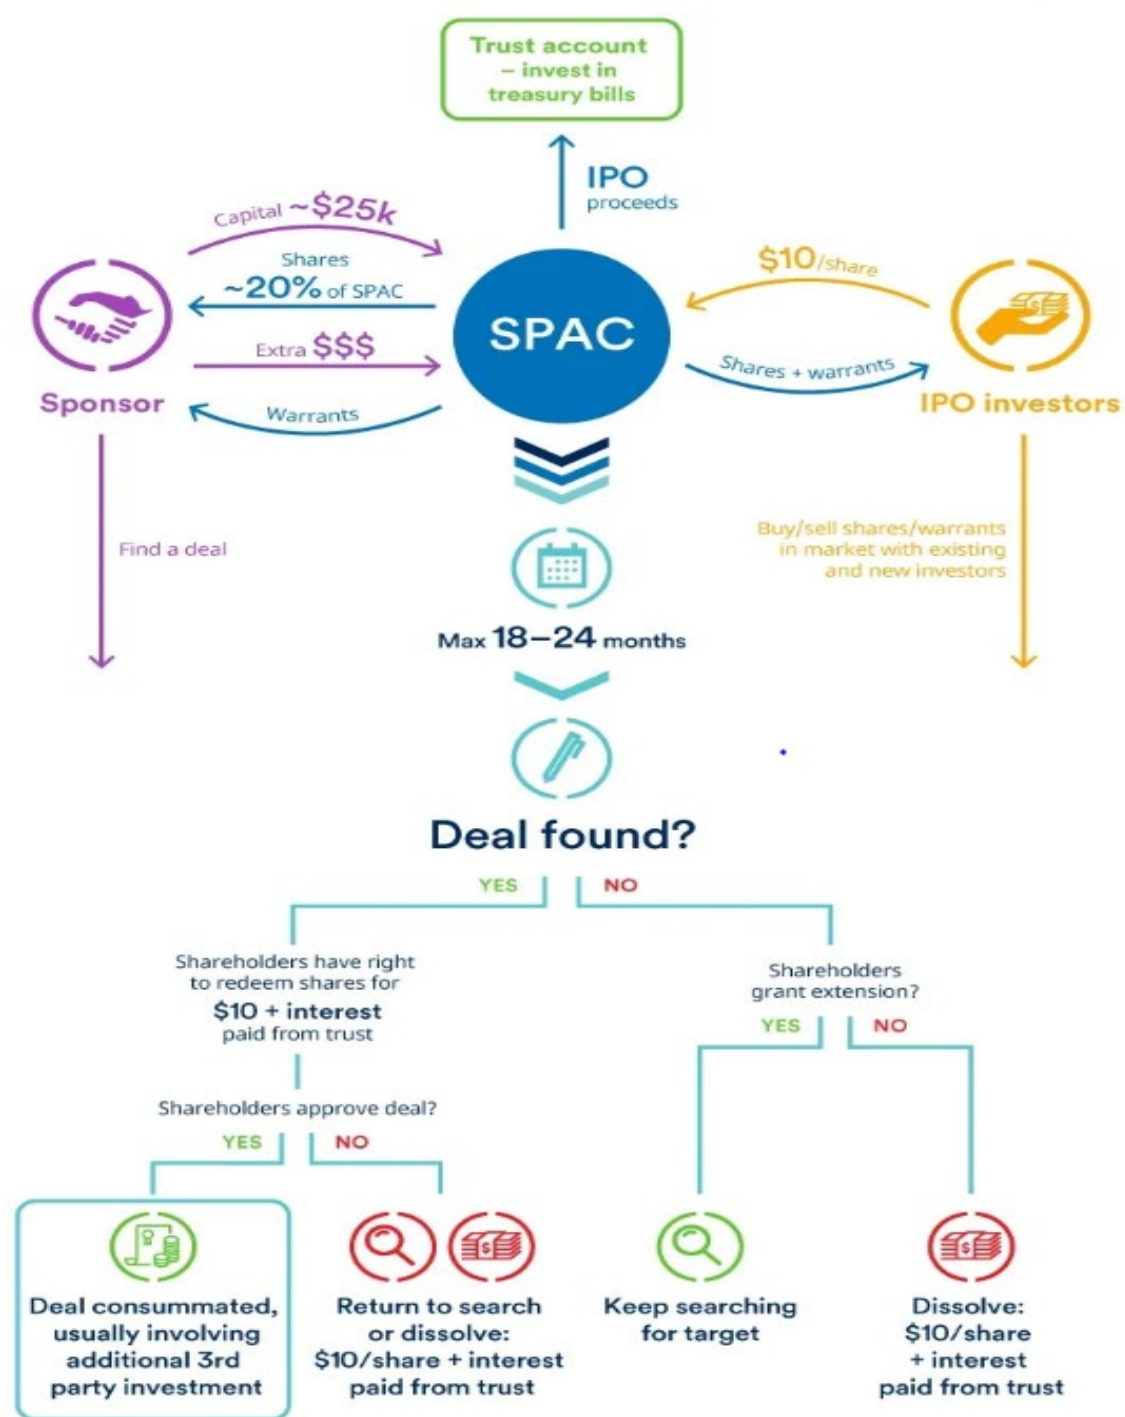 Trust account
– invest in
treasury bills
IPO
proceeds
Capital ~$25k
Shares
~20% of SPAC
Extra $$$
Warrants
Sponsor
SPAC
$10/share
Shares + warrants
IPO investors
Find a deal
Buy/sell shares/warrants
in market with existing
and new investors
Max 18–24 months
Deal found?
YES
NO
Shareholders have right
to redeem shares for
$10 + interest
paid from trust
Shareholders
grant extension?
YES
NO
Shareholders approve deal?
YES
NO
Deal consummated,
usually involving
additional 3rd
party investment
Return to search
or dissolve:
$10/share + interest
paid from trust
Keep searching
for target
Dissolve:
$10/share
+ interest
paid from trust